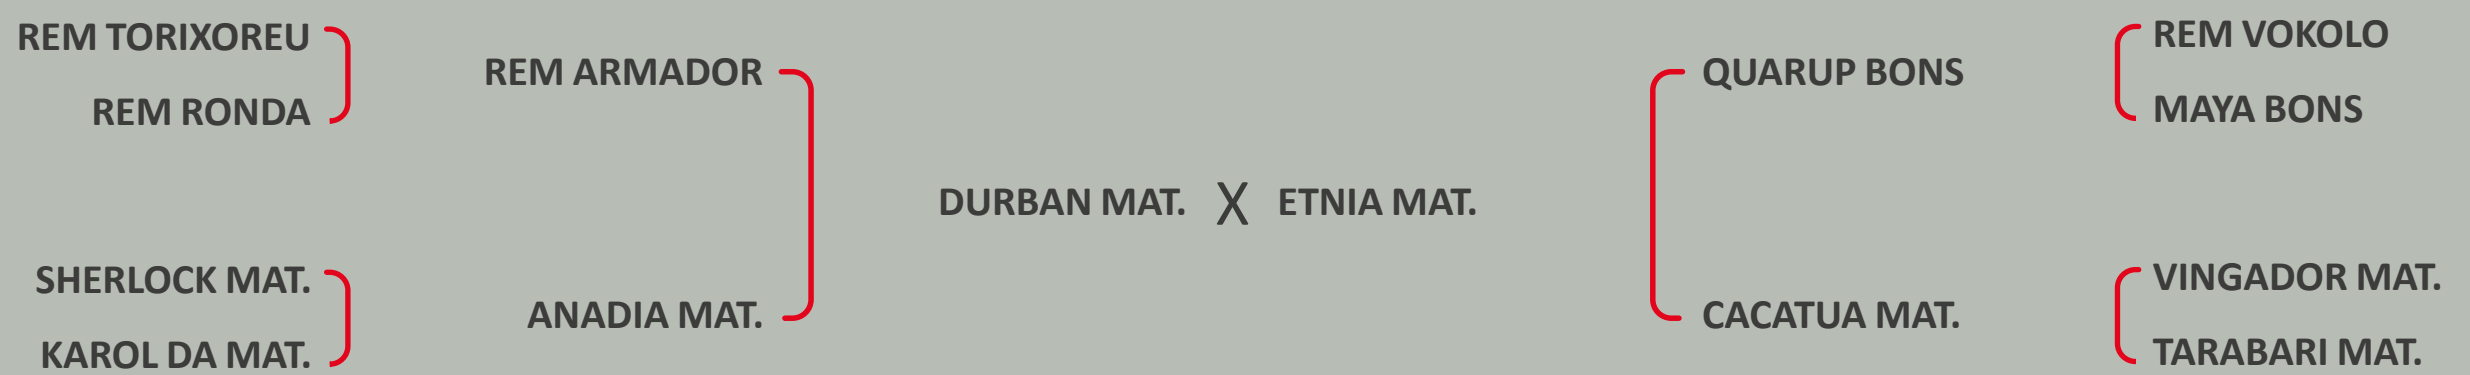 REM TORIXOREU
REM RONDA
REM ARMADOR
SHERLOCK MAT.
KAROL DA MAT.
ANADIA MAT.
DURBAN MAT. X ETNIA MAT.
QUARUP BONS
REM VOKOLO
MAYA BONS
CACATUA MAT.
VINGADOR MAT.
TARABARI MAT.